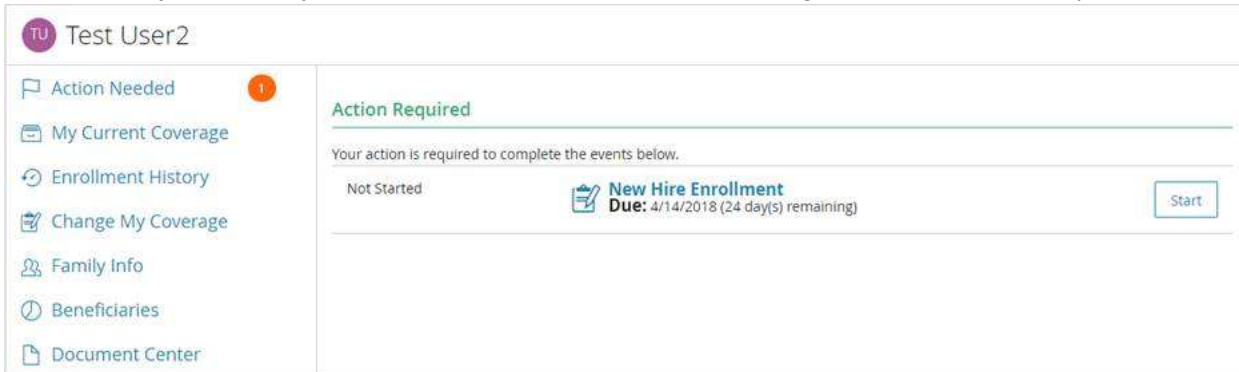 TU Test User2
Action Needed 1
My Current Coverage
Enrollment History
Change My Coverage
Family Info
Beneficiaries
Document Center
Action Required
Your action is required to complete the events below.
Not Started
New Hire Enrollment
Due: 4/14/2018 (24 day(s) remaining)
Start